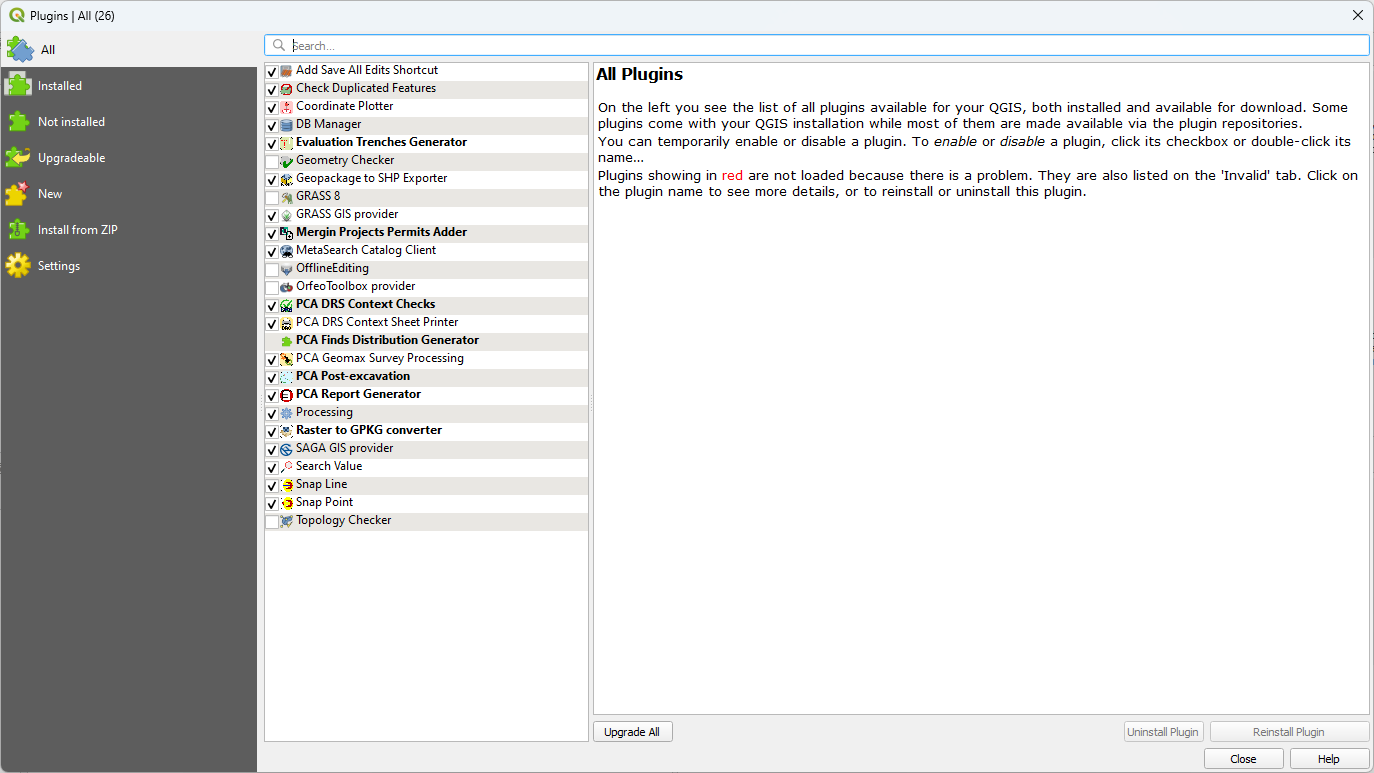 Plugins | All (26)
All
Installed
Not installed
Upgradeable
New
Install from ZIP
Settings
Search...
Add Save All Edits Shortcut
Check Duplicated Features
Coordinate Plotter
DB Manager
Evaluation Trenches Generator
Geometry Checker
Geopackage to SHP Exporter
GRASS 8
GRASS GIS provider
Mergin Projects Permits Adder
MetaSearch Catalog Client
OfflineEditing
OrfeoToolbox provider
PCA DRS Context Checks
PCA DRS Context Sheet Printer
PCA Finds Distribution Generator
PCA Geomax Survey Processing
PCA Post-excavation
PCA Report Generator
Processing
Raster to GPKG converter
SAGA GIS provider
Search Value
Snap Line
Snap Point
Topology Checker
All Plugins
On the left you see the list of all plugins available for your QGIS, both installed and available for download. Some
plugins come with your QGIS installation while most of them are made available via the plugin repositories.
You can temporarily enable or disable a plugin. To enable or disable a plugin, click its checkbox or double-click its
name...
Plugins showing in red are not loaded because there is a problem. They are also listed on the 'Invalid' tab. Click on
the plugin name to see more details, or to reinstall or uninstall this plugin.
Upgrade All
Uninstall Plugin
Reinstall Plugin
Close
Help